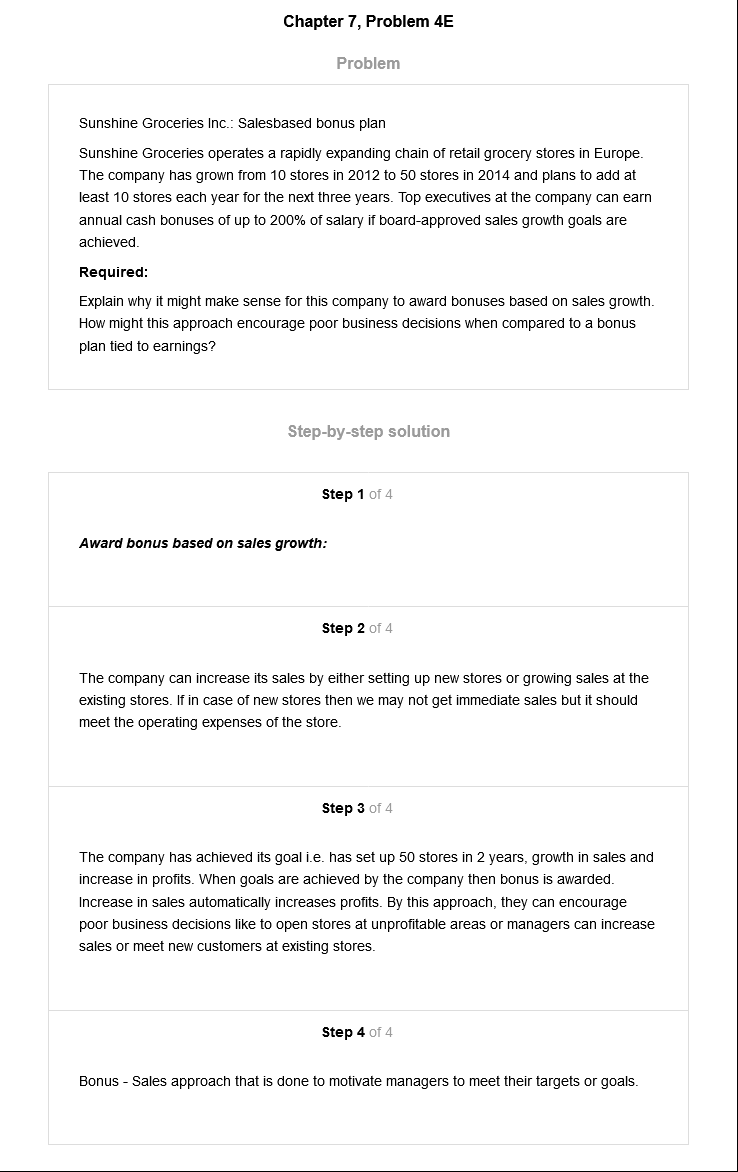 Chapter 7, Problem 4E
Problem
Sunshine Groceries Inc.: Salesbased bonus plan
Sunshine Groceries operates a rapidly expanding chain of retail grocery stores in Europe.
The company has grown from 10 stores in 2012 to 50 stores in 2014 and plans to add at
least 10 stores each year for the next three years. Top executives at the company can earn
annual cash bonuses of up to 200% of salary if board-approved sales growth goals are
achieved.
Required:
Explain why it might make sense for this company to award bonuses based on sales growth.
How might this approach encourage poor business decisions when compared to a bonus
plan tied to earnings?
Step-by-step solution
Step 1 of 4
Award bonus based on sales growth:
Step 2 of 4
The company can increase its sales by either setting up new stores or growing sales at the
existing stores. If in case of new stores then we may not get immediate sales but it should
meet the operating expenses of the store.
Step 3 of 4
The company has achieved its goal i.e. has set up 50 stores in 2 years, growth in sales and
increase in profits. When goals are achieved by the company then bonus is awarded.
Increase in sales automatically increases profits. By this approach, they can encourage
poor business decisions like to open stores at unprofitable areas or managers can increase
sales or meet new customers at existing stores.
Step 4 of 4
Bonus - Sales approach that is done to motivate managers to meet their targets or goals.